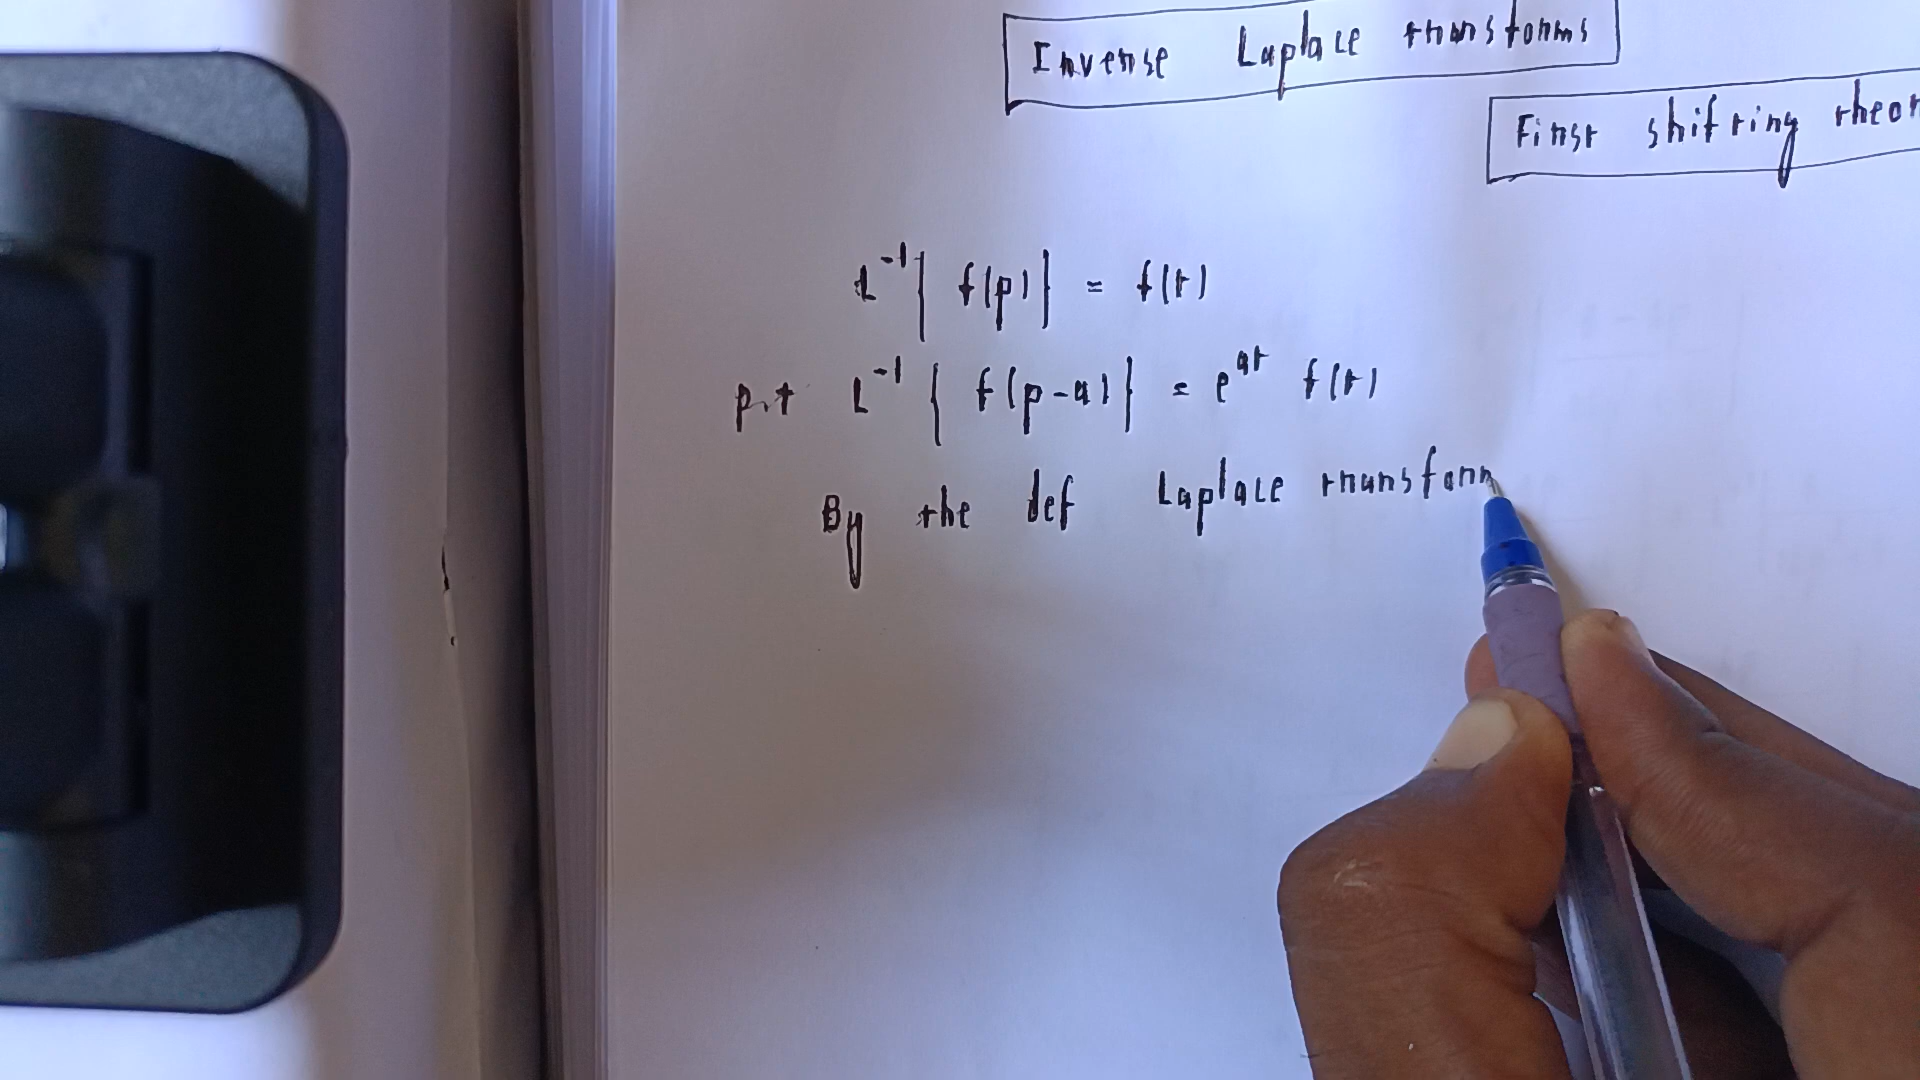 Inverse Laplace transforms
First shifting theor
L⁻¹{ f(p)} = f(t)
P.t L⁻¹{ f(p-a)} = e^at f(t)
By the def Laplace transform